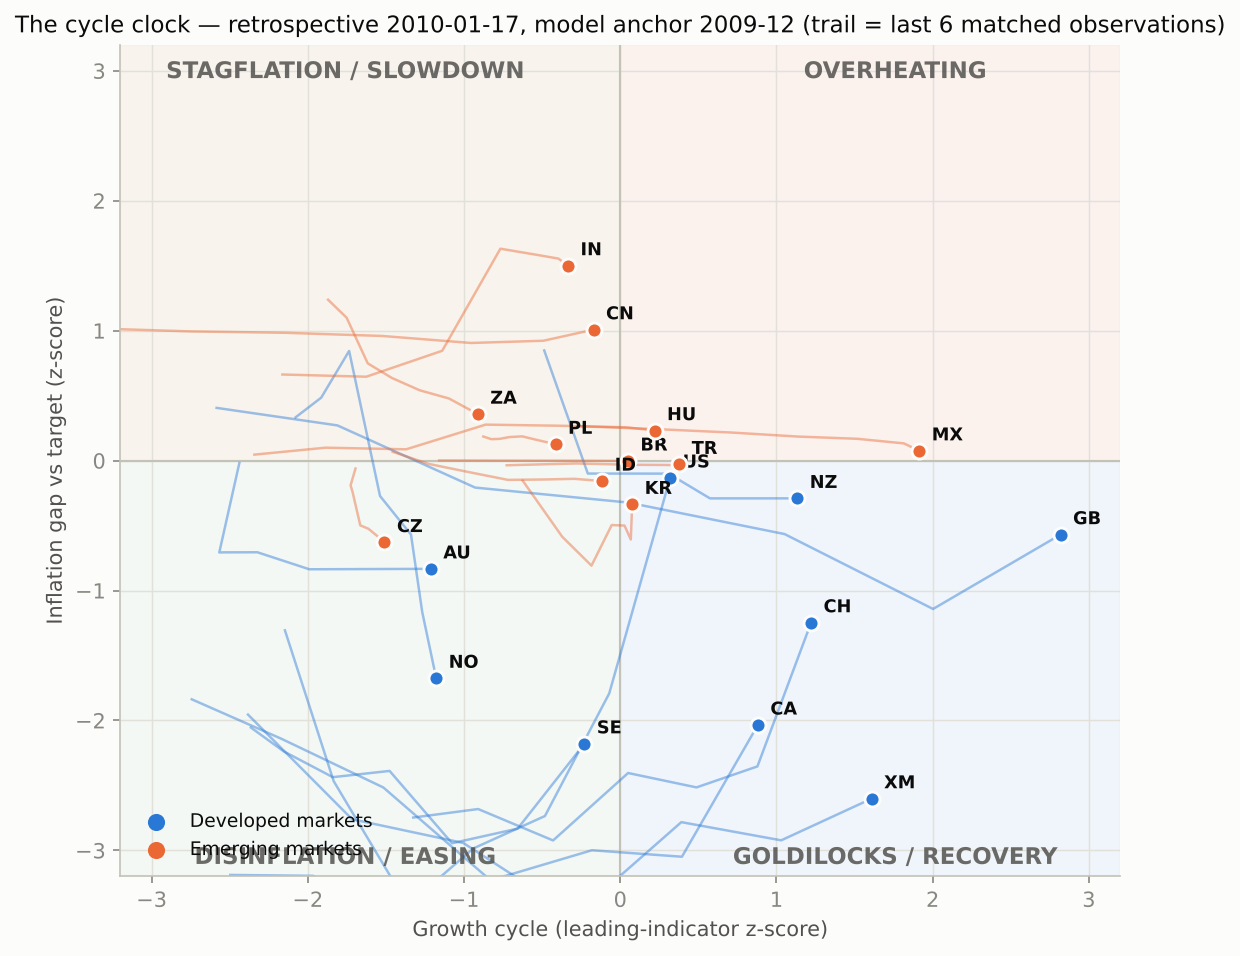 The cycle clock — retrospective 2010-01-17, model anchor 2009-12 (trail = last 6 matched observations)
STAGFLATION / SLOWDOWN
OVERHEATING
3
2
1
0
−1
−2
−3
Inflation gap vs target (z-score)
IN
CN
ZA
HU
PL
MX
BR
TR
US
ID
NZ
KR
GB
CZ
AU
CH
NO
CA
SE
XM
Developed markets
Emerging markets
DISINFLATION / EASING
GOLDILOCKS / RECOVERY
−3
−2
−1
0
1
2
3
Growth cycle (leading-indicator z-score)